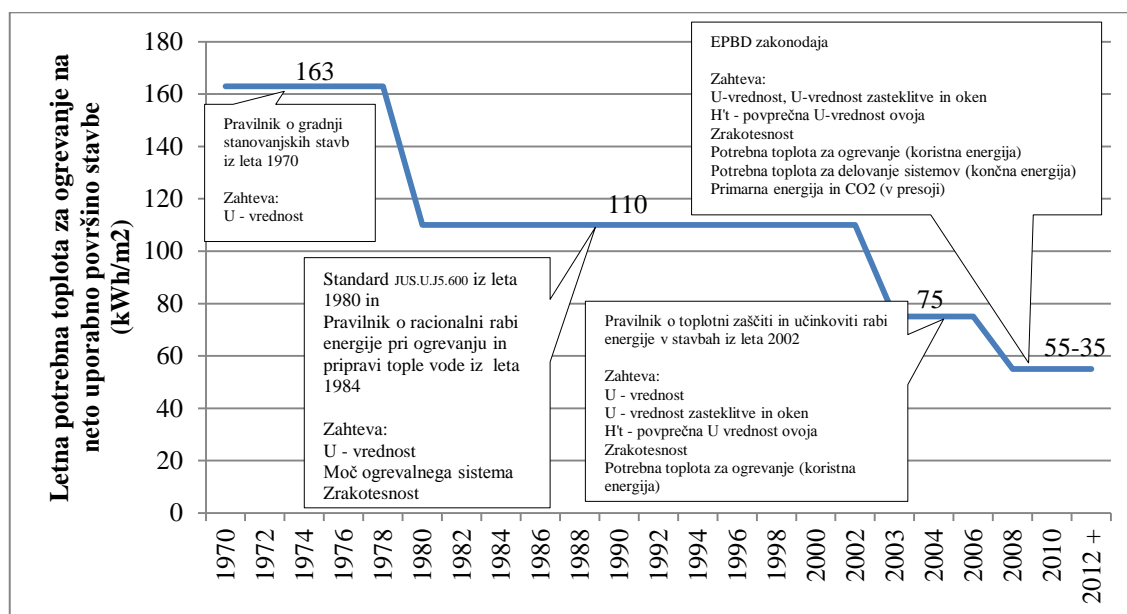 Letna potrebna toplota za ogrevanje na
neto uporabno površino stavbe
(kWh/m2)
180
160
140
120
100
80
60
40
20
0
163
Pravilnik o gradnji
stanovanjskih stavb
iz leta 1970
Zahteva:
U - vrednost
110
Standard JUS.U.J5.600 iz leta
1980 in
Pravilnik o racionalni rabi
energije pri ogrevanju in
pripravi tople vode iz leta
1984
Zahteva:
U - vrednost
Moč ogrevalnega sistema
Zrakotesnost
75
Pravilnik o toplotni zaščiti in učinkoviti rabi
energije v stavbah iz leta 2002
Zahteva:
U - vrednost
U - vrednost zasteklitve in oken
H't - povprečna U vrednost ovoja
Zrakotesnost
Potrebna toplota za ogrevanje (koristna
energija)
EPBD zakonodaja
Zahteva:
U-vrednost, U-vrednost zasteklitve in oken
H't - povprečna U-vrednost ovoja
Zrakotesnost
Potrebna toplota za ogrevanje (koristna energija)
Potrebna toplota za delovanje sistemov (končna energija)
Primarna energija in CO2 (v presoji)
55-35
1970
1972
1974
1976
1978
1980
1982
1984
1986
1988
1990
1992
1994
1996
1998
2000
2002
2003
2004
2006
2008
2010
2012 +